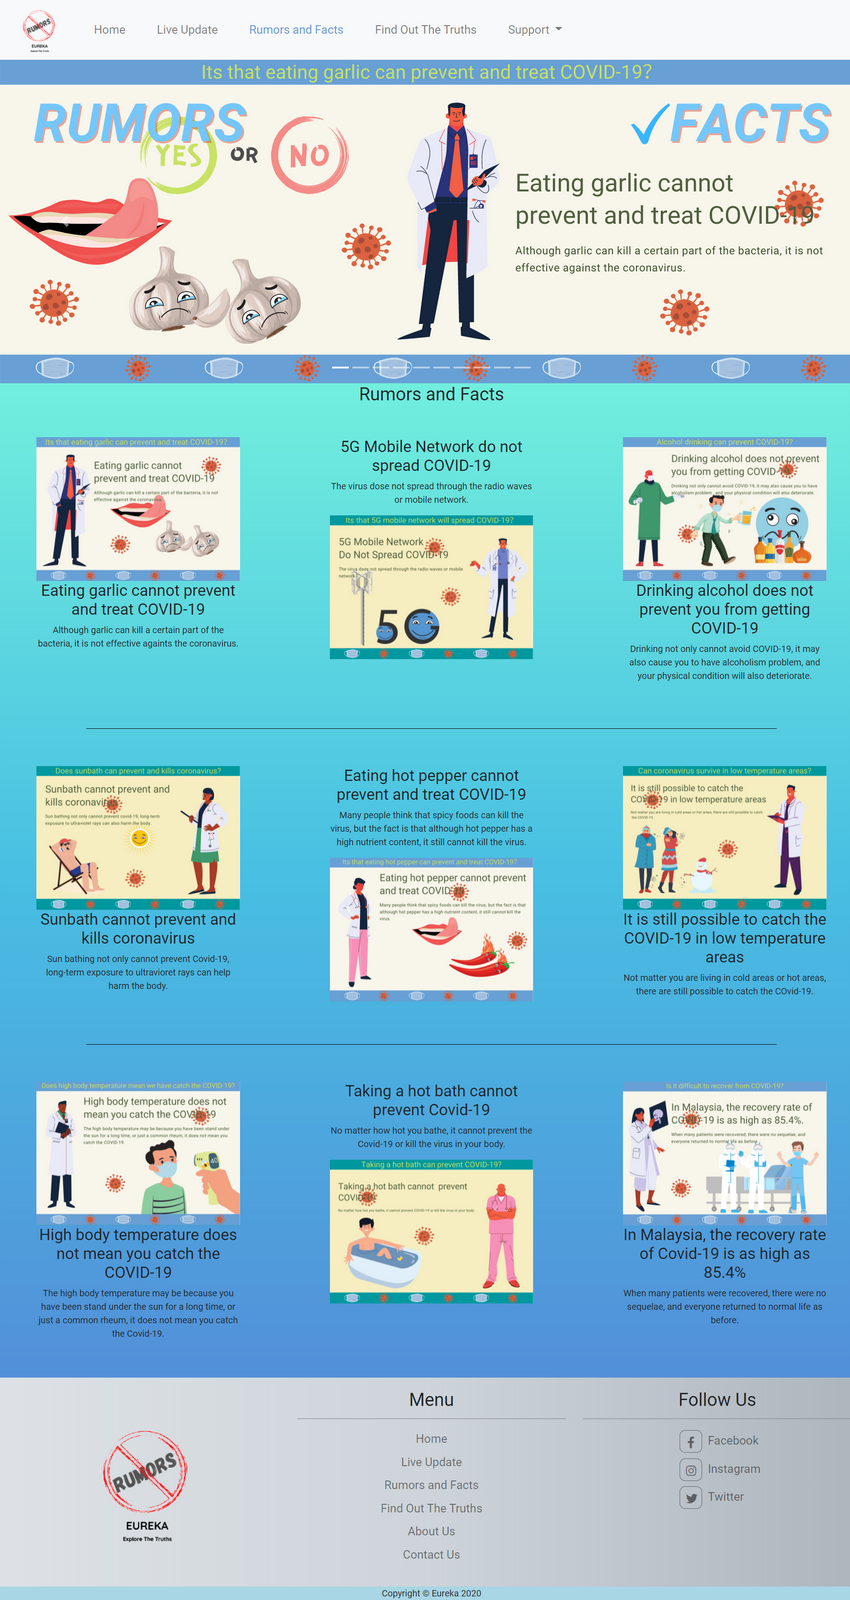 RUMORS
EUREKA
Home
Live Update
Rumors and Facts
Find Out The Truths
Support
Its that eating garlic can prevent and treat COVID-19?
RUMORS
YES
OR
NO
✓FACTS
Eating garlic cannot
prevent and treat COVID-19
Although garlic can kill a certain part of the bacteria, it is not
effective against the coronavirus.
Rumors and Facts
Its that eating garlic can prevent and treat COVID-19?
Eating garlic cannot
prevent and treat COVID-19
Although garlic can kill a certain part of the bacteria, it is not
effective against the coronavirus.
Eating garlic cannot prevent
and treat COVID-19
Although garlic can kill a certain part of the
bacteria, it is not effective againts the coronavirus.
5G Mobile Network do not
spread COVID-19
The virus dose not spread through the radio waves
or mobile network.
Its that 5G mobile network will spread COVID-19?
5G Mobile Network
Do Not Spread COVID-19
The virus does not spread through the radio waves or mobile
network.
5G
Alcohol drinking can prevent COVID-19?
Drinking alcohol does not prevent
you from getting COVID-19
Drinking not only cannot avoid COVID-19, it may also cause you to have
alcoholism problem, and your physical condition will also deteriorate.
Drinking alcohol does not
prevent you from getting
COVID-19
Drinking not only cannot avoid COVID-19, it may
also cause you to have alcoholism problem, and
your physical condition will also deteriorate.
Does sunbath can prevent and kills coronavirus?
Sunbath cannot prevent and
kills coronavirus
Sun bathing not only cannot prevent covid-19, long-term
exposure to ultraviolet rays can also harm the body.
Sunbath cannot prevent and
kills coronavirus
Sun bathing not only cannot prevent Covid-19,
long-term exposure to ultravioret rays can help
harm the body.
Eating hot pepper cannot
prevent and treat COVID-19
Many people think that spicy foods can kill the
virus, but the fact is that although hot pepper has a
high nutrient content, it still cannot kill the virus.
Its that eating hot pepper can prevent and treat COVID-19?
Eating hot pepper cannot prevent
and treat COVID-19
Many people think that spicy foods can kill the virus, but the fact is that
although hot pepper has a high nutrient content, it still cannot kill the
virus.
Can coronavirus survive in low temperature areas?
It is still possible to catch the
COVID-19 in low temperature areas
Not matter you are living in cold areas or hot areas, there are still possible to catch
the COVID-19.
It is still possible to catch the
COVID-19 in low temperature
areas
Not matter you are living in cold areas or hot areas,
there are still possible to catch the COvid-19.
Does high body temperature mean we have catch the COVID-19?
High body temperature does not
mean you catch the COVID-19
The high body temperature may be because you have been stand under
the sun for a long time, or just a common rheum, it does not mean you
catch the COVID-19.
High body temperature does
not mean you catch the
COVID-19
The high body temperature may be because you
have been stand under the sun for a long time, or
just a common rheum, it does not mean you catch
the Covid-19.
Taking a hot bath cannot
prevent Covid-19
No matter how hot you bathe, it cannot prevent the
Covid-19 or kill the virus in your body.
Taking a hot bath can prevent COVID-19?
Taking a hot bath cannot prevent
COVID-19
No matter how hot you bathe, it cannot prevent COVID-19 or kill the virus in your body.
Is it difficult to recover from COVID-19?
In Malaysia, the recovery rate of
COVID-19 is as high as 85.4%.
When many patients were recovered, there were no sequelae, and
everyone returned to normal life as before.
In Malaysia, the recovery rate
of Covid-19 is as high as
85.4%
When many patients were recovered, there were no
sequelae, and everyone returned to normal life as
before.
RUMORS
EUREKA
Explore The Truths
Menu
Home
Live Update
Rumors and Facts
Find Out The Truths
About Us
Contact Us
Follow Us
Facebook
Instagram
Twitter
Copyright © Eureka 2020